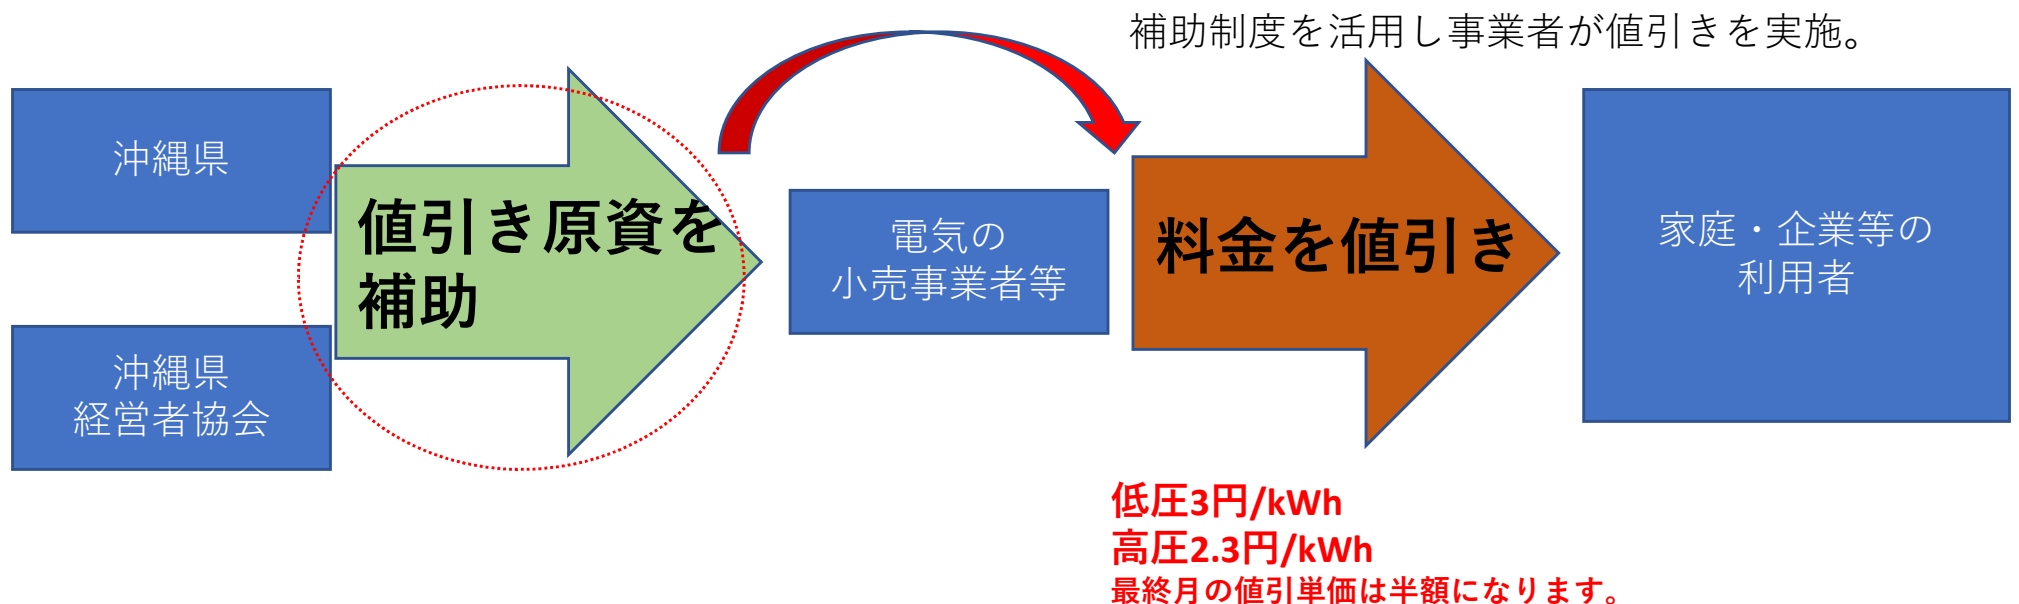 補助制度を活用し事業者が値引きを実施。
沖縄県
値引き原資を
補助
電気の
小売事業者等
料金を値引き
家庭・企業等の
利用者
沖縄県
経営者協会
低圧3円/kWh
高圧2.3円/kWh
最終月の値引単価は半額になります。